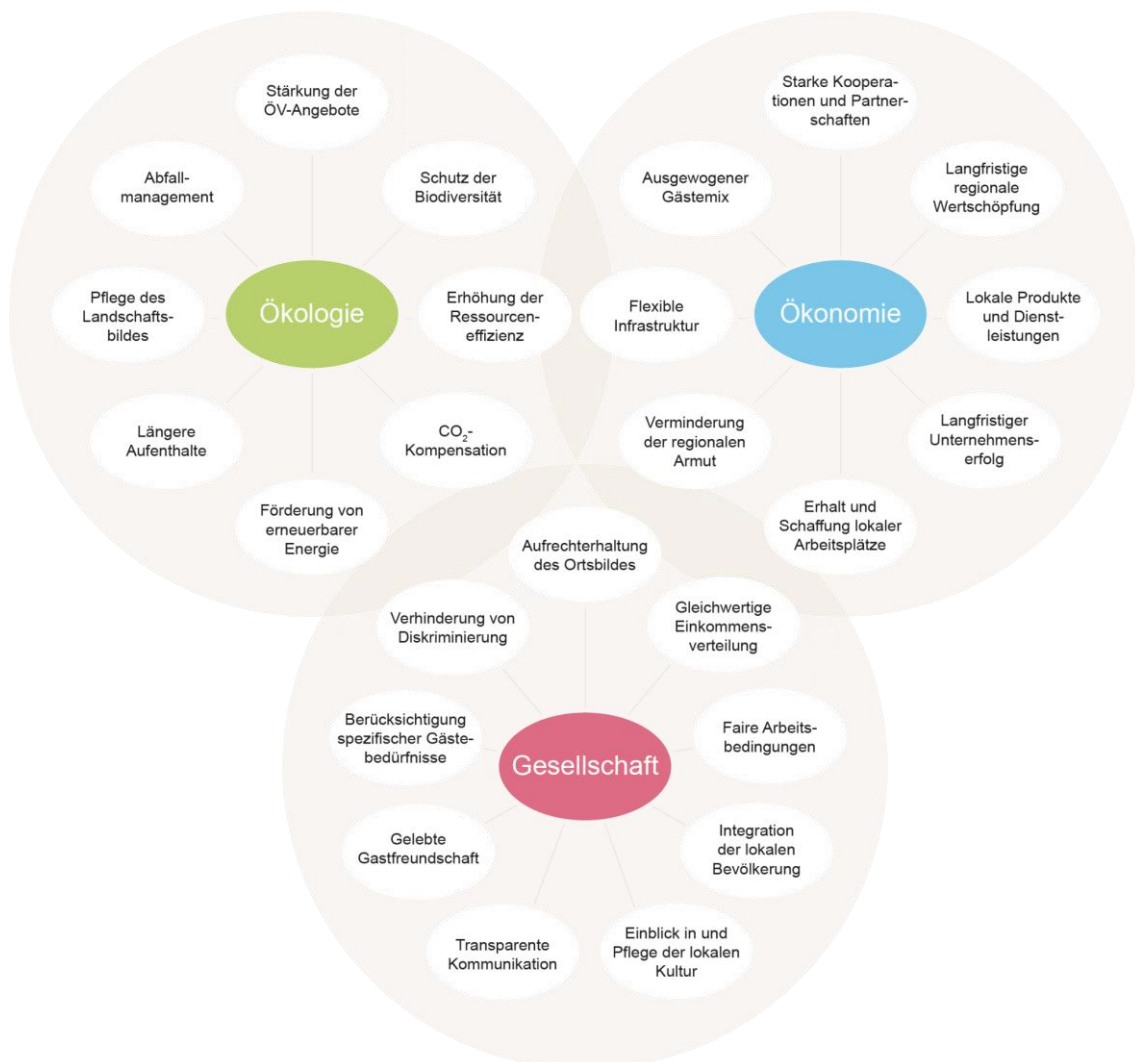 Stärkung der
ÖV-Angebote
Abfall-
management
Schutz der
Biodiversität
Pflege des
Landschafts-
bildes
Ökologie
Erhöhung der
Ressourcen-
effizienz
Längere
Aufenthalte
CO₂-
Kompensation
Förderung von
erneuerbarer
Energie
Starke Koopera-
tionen und Partner-
schaften
Ausgewogener
Gästemix
Langfristige
regionale
Wertschöpfung
Flexible
Infrastruktur
Ökonomie
Lokale Produkte
und Dienst-
leistungen
Verminderung
der regionalen
Armut
Langfristiger
Unternehmens-
erfolg
Erhalt und
Schaffung lokaler
Arbeitsplätze
Aufrechterhaltung
des Ortsbildes
Verhinderung von
Diskriminierung
Gleichwertige
Einkommens-
verteilung
Berücksichtigung
spezifischer Gäste-
bedürfnisse
Gesellschaft
Faire Arbeits-
bedingungen
Gelebte
Gastfreundschaft
Integration
der lokalen
Bevölkerung
Transparente
Kommunikation
Einblick in und
Pflege der lokalen
Kultur